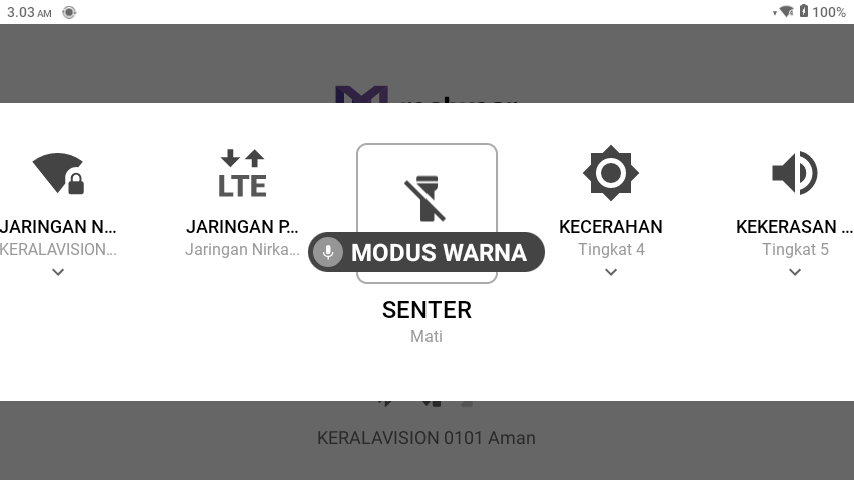 3.03 AM
100%
JARINGAN N...
KERALAVISION...
LTE
JARINGAN P...
Jaringan Nirka...
MODUS WARNA
SENTER
Mati
KECERAHAN
Tingkat 4
KEKERASAN ...
Tingkat 5
KERALAVISION 0101 Aman